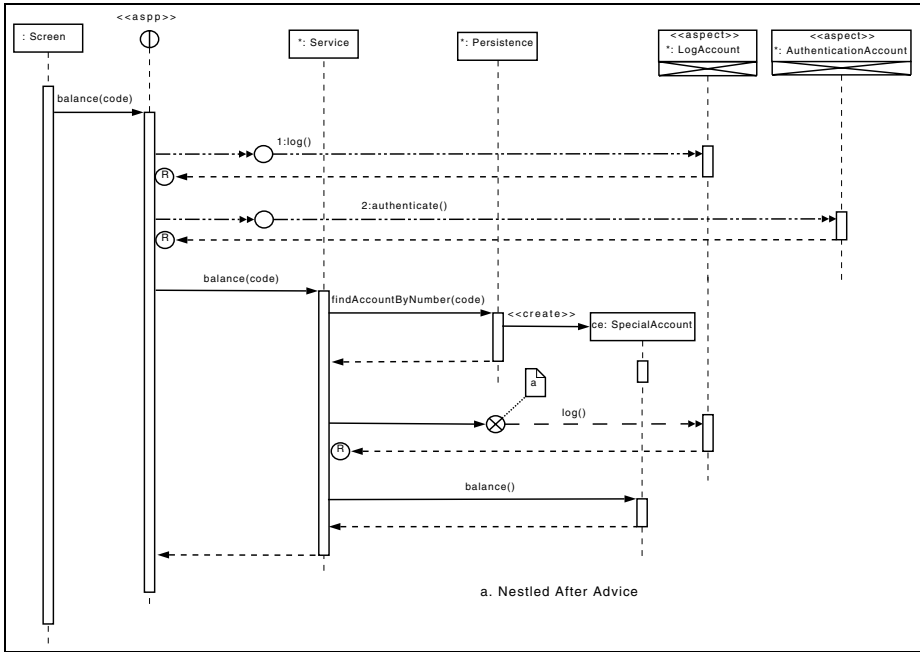 <<aspp>>
: Screen
*: Service
*: Persistence
<<aspect>>
*: LogAccount
<<aspect>>
*: AuthenticationAccount
balance(code)
1:log()
R
2:authenticate()
R
balance(code)
findAccountByNumber(code)
<<create>>
ce: SpecialAccount
a
log()
R
balance()
a. Nestled After Advice